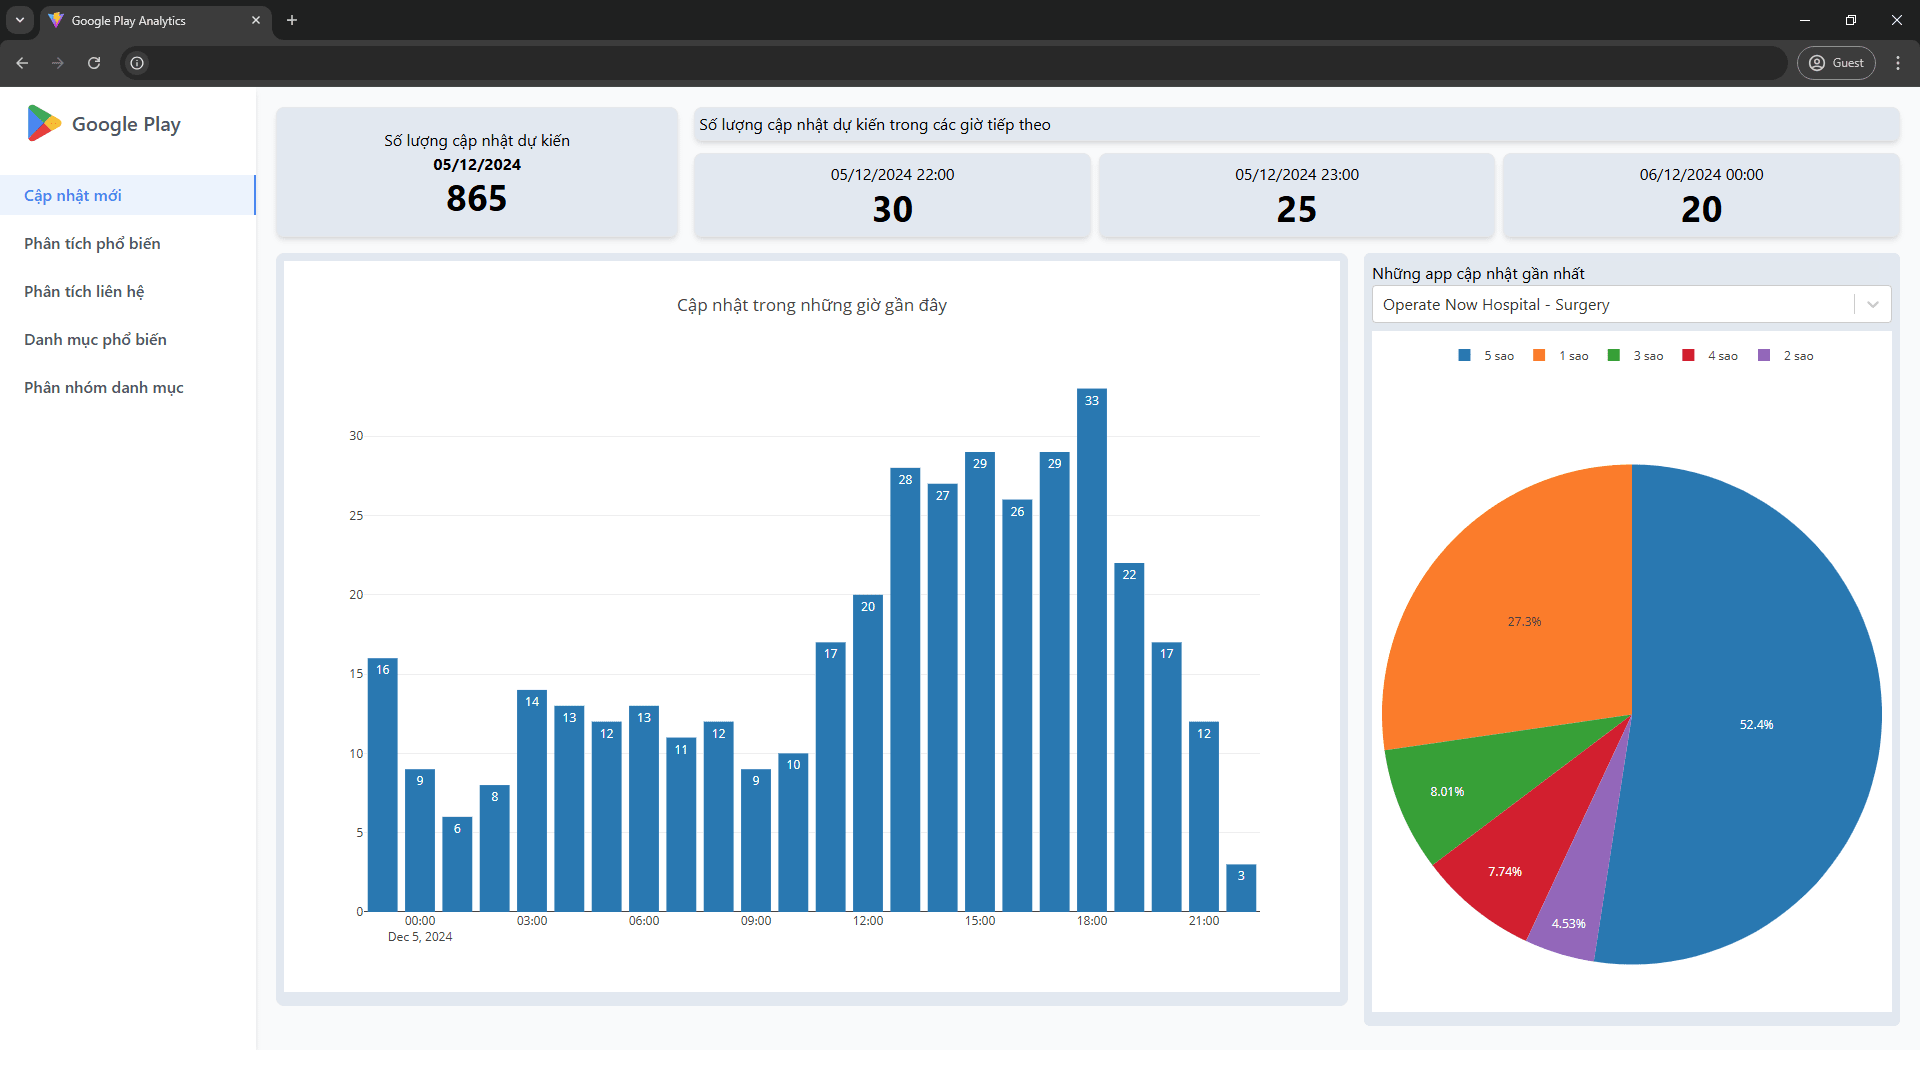 Google Play Analytics
Guest
Google Play
Cập nhật mới
Phân tích phổ biến
Phân tích liên hệ
Danh mục phổ biến
Phân nhóm danh mục
Số lượng cập nhật dự kiến
05/12/2024
865
Số lượng cập nhật dự kiến trong các giờ tiếp theo
05/12/2024 22:00
30
05/12/2024 23:00
25
06/12/2024 00:00
20
Cập nhật trong những giờ gần đây
30
25
20
15
10
5
0
16
9
6
8
14
13
12
13
11
12
9
10
17
20
28
27
29
26
29
33
22
17
12
3
00:00 03:00 06:00 09:00 12:00 15:00 18:00 21:00
Dec 5, 2024
Những app cập nhật gần nhất
Operate Now Hospital - Surgery
5 sao 1 sao 3 sao 4 sao 2 sao
27.3%
52.4%
8.01%
7.74%
4.53%